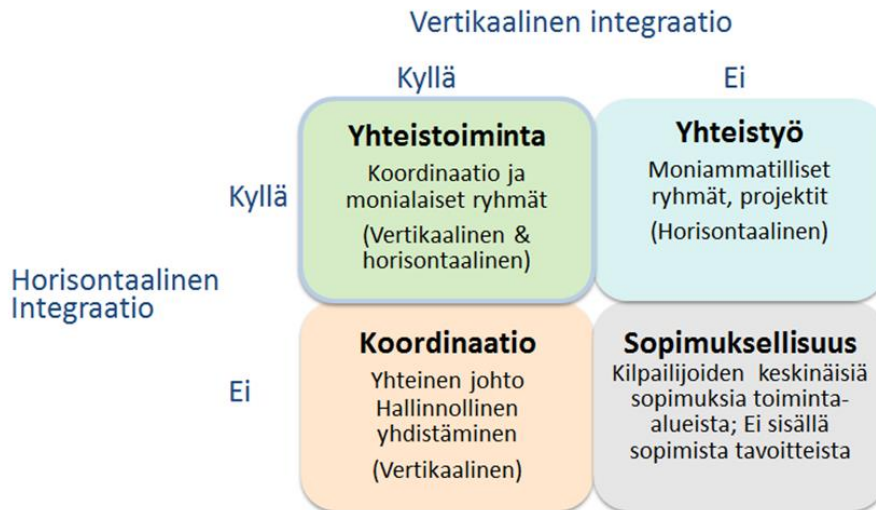 Vertikaalinen integraatio
Kyllä
Ei
Yhteistoiminta
Koordinaatio ja
monialaiset ryhmät
(Vertikaalinen &
horisontaalinen)
Yhteistyö
Moniammatilliset
ryhmät, projektit
(Horisontaalinen)
Kyllä
Horisontaalinen
Integraatio
Ei
Koordinaatio
Yhteinen johto
Hallinnollinen
yhdistäminen
(Vertikaalinen)
Sopimuksellisuus
Kilpailijoiden keskinäisiä
sopimuksia toiminta-
alueista; Ei sisällä
sopimista tavoitteista